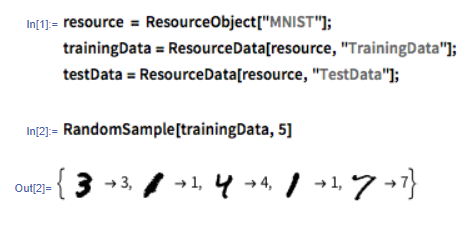 In[1]:= resource = ResourceObject["MNIST"];
trainingData = ResourceData[resource, "TrainingData"];
testData = ResourceData[resource, "TestData"];
In[2]:= RandomSample[trainingData, 5]
Out[2]= { 3 → 3, 1 → 1, 4 → 4, 1 → 1, 7 → 7}